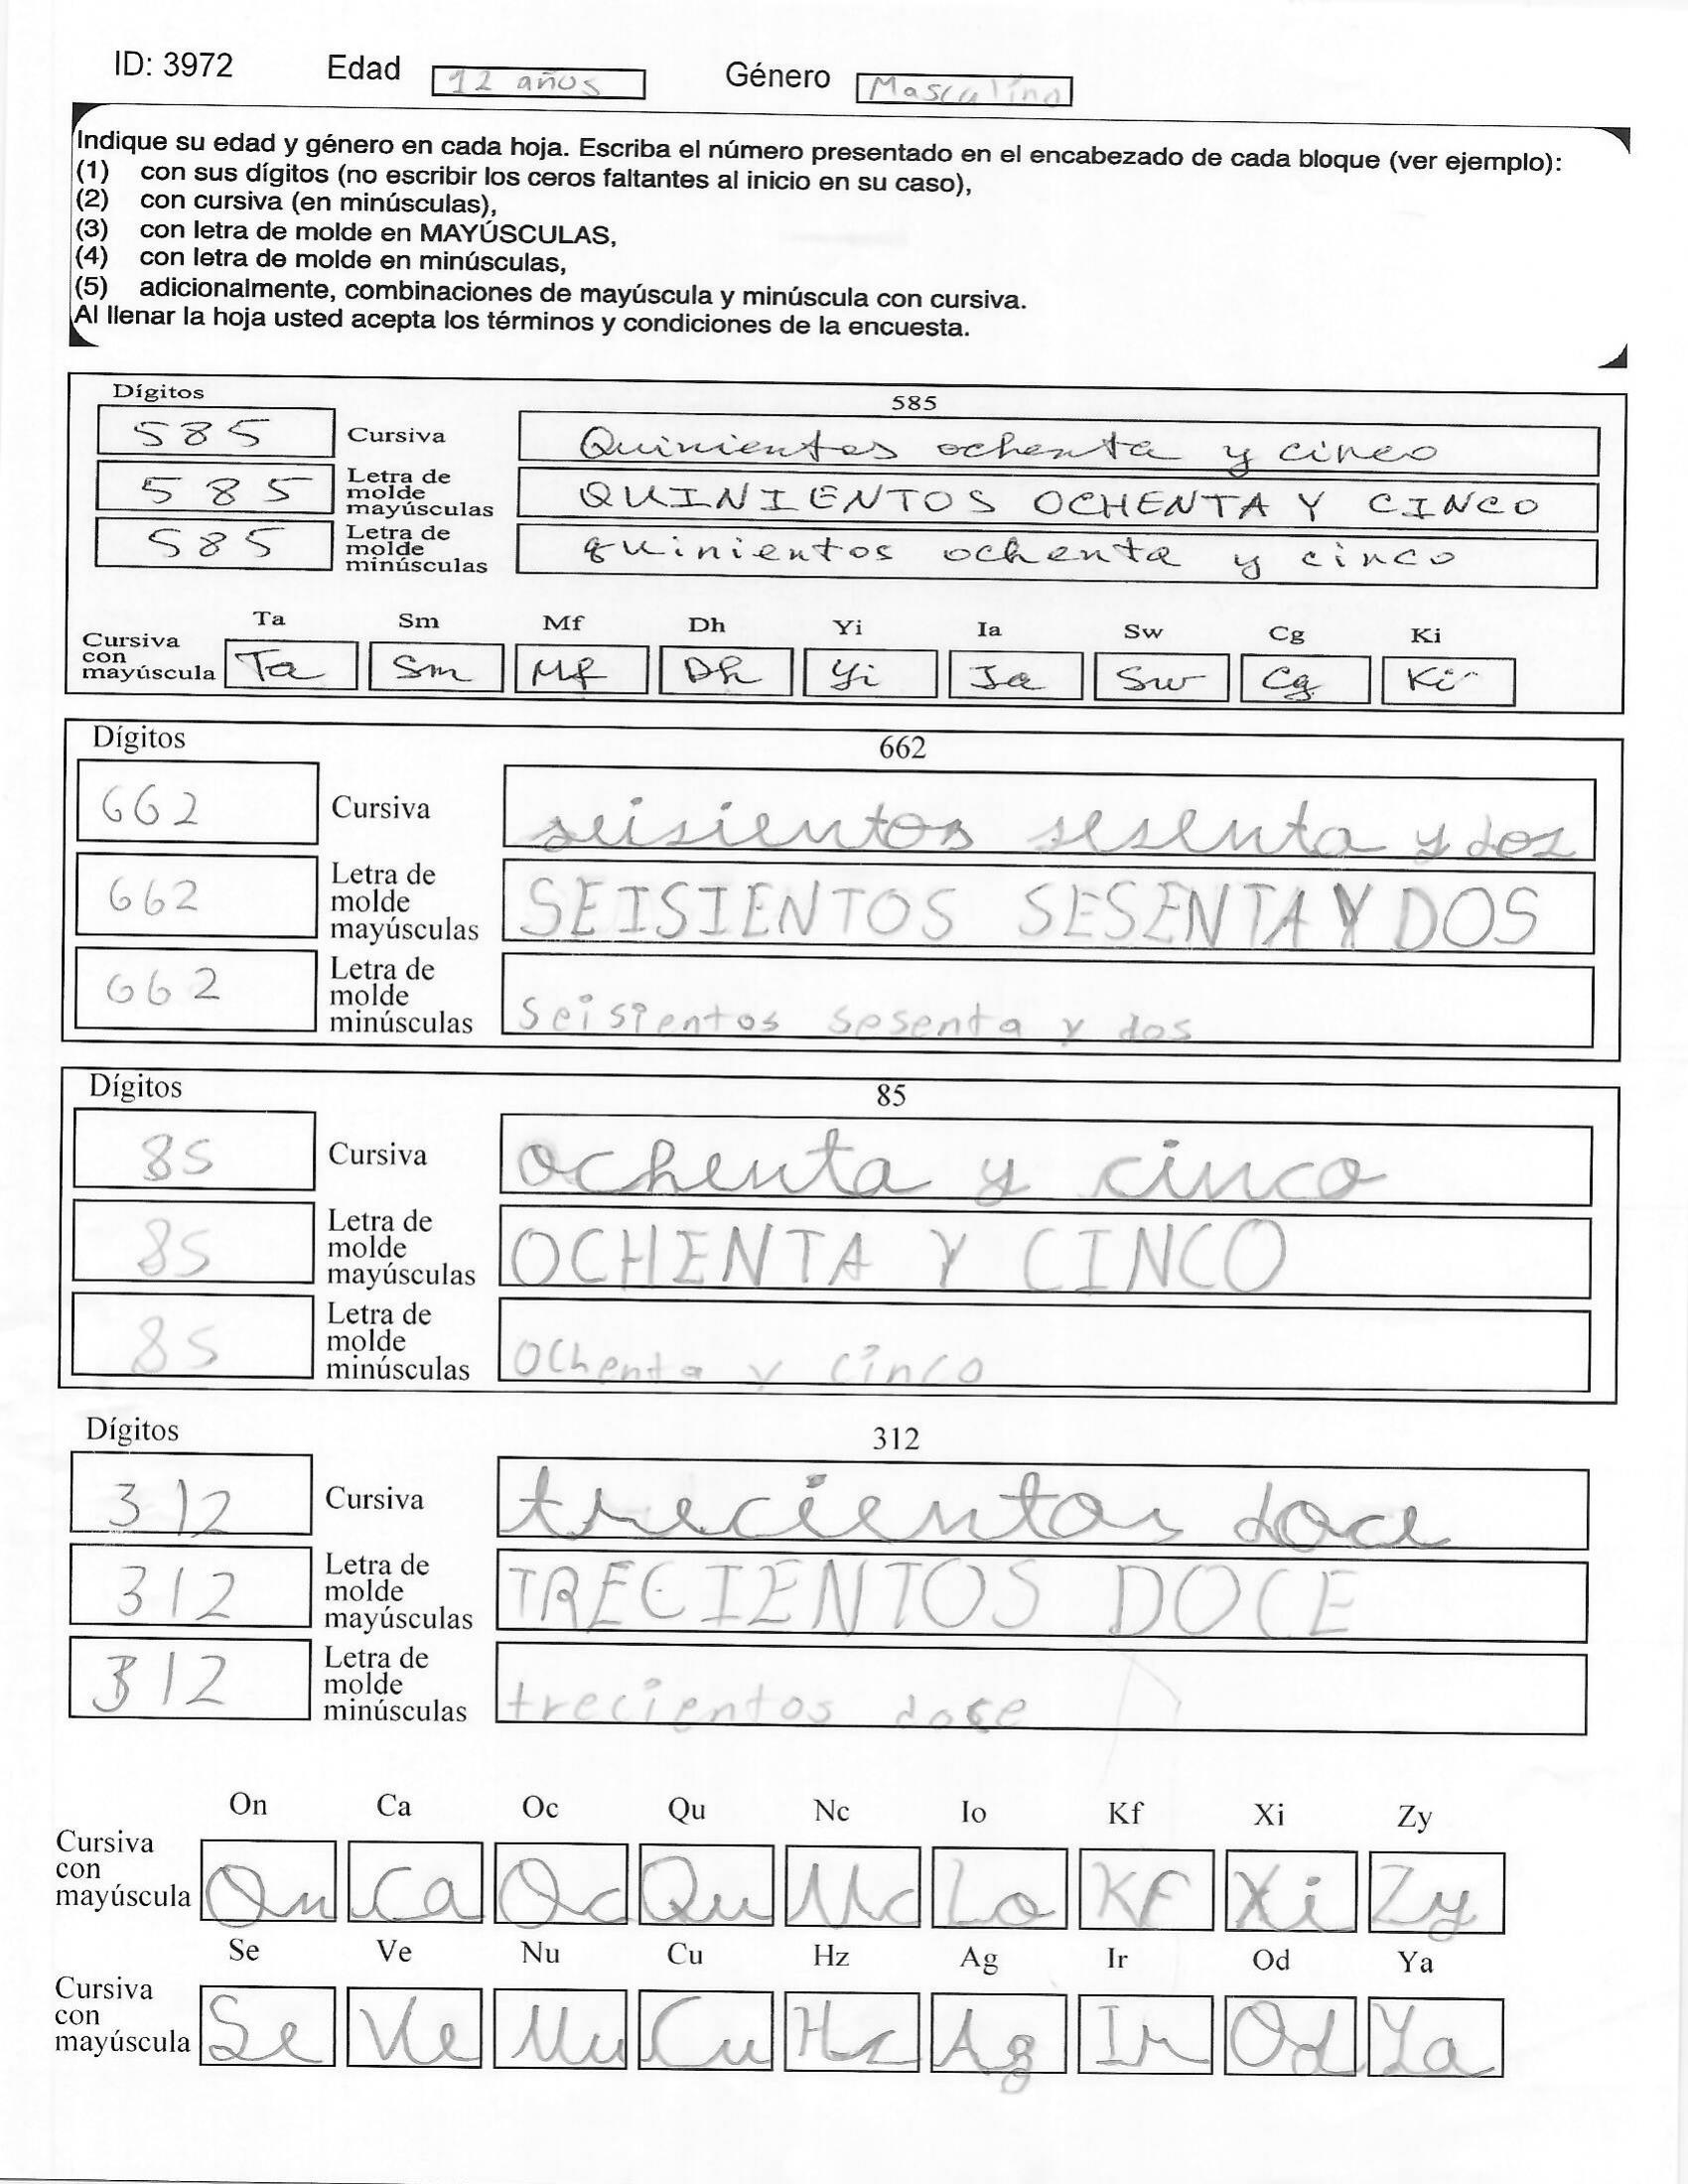 ID: 3972 Edad 12 años Género Masculino
Indique su edad y género en cada hoja. Escriba el número presentado en el encabezado de cada bloque (ver ejemplo):
(1) con sus dígitos (no escribir los ceros faltantes al inicio en su caso),
(2) con cursiva (en minúsculas),
(3) con letra de molde en MAYÚSCULAS,
(4) con letra de molde en minúsculas,
(5) adicionalmente, combinaciones de mayúscula y minúscula con cursiva.
Al llenar la hoja usted acepta los términos y condiciones de la encuesta.
Dígitos 585
585 Cursiva Quinientos ochenta y cinco
585 Letra de molde mayúsculas QUINIENTOS OCHENTA Y CINCO
585 Letra de molde minúsculas quinientos ochenta y cinco
Ta Sm Mf Dh Yi Ia Sw Cg Ki
Cursiva con mayúscula Ta Sm Mf Dh Yi Ia Sw Cg Ki
Dígitos 662
662 Cursiva seisientos sesenta y dos
662 Letra de molde mayúsculas SEISIENTOS SESENTA Y DOS
662 Letra de molde minúsculas seisientos sesenta y dos
Dígitos 85
85 Cursiva ochenta y cinco
85 Letra de molde mayúsculas OCHENTA Y CINCO
85 Letra de molde minúsculas ochenta y cinco
Dígitos 312
312 Cursiva trecientos doce
312 Letra de molde mayúsculas TRECIENTOS DOCE
312 Letra de molde minúsculas trecientos doce
On Ca Oc Qu Nc Io Kf Xi Zy
Cursiva con mayúscula On Ca Oc Qu Nc Lo Kf Xi Zy
Se Ve Nu Cu Hz Ag Ir Od Ya
Cursiva con mayúscula Se Ve Nu Cu Hz Ag Ir Od Ya